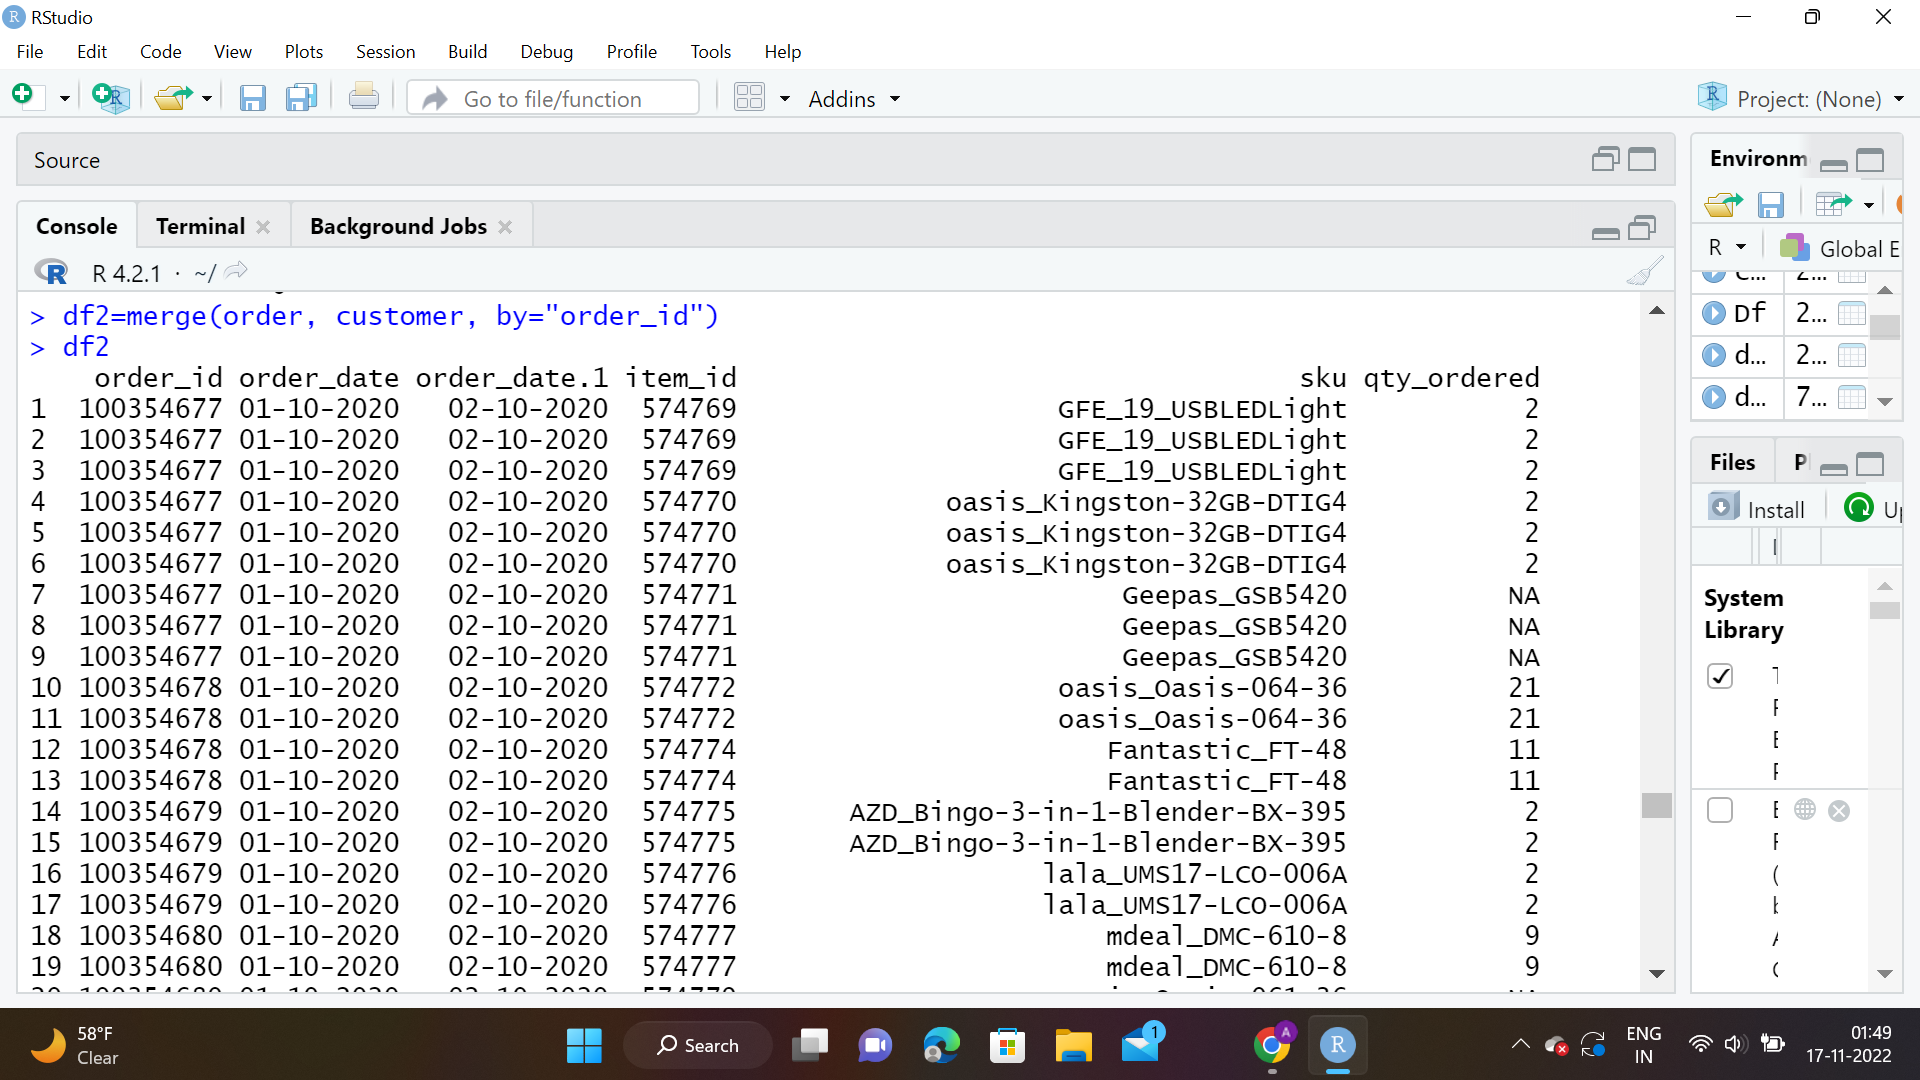 RStudio
File Edit Code View Plots Session Build Debug Profile Tools Help
Go to file/function Addins Project: (None)
Source
Console Terminal Background Jobs
R 4.2.1 · ~/
> df2=merge(order, customer, by="order_id")
> df2
order_id order_date order_date.1 item_id sku qty_ordered
1 100354677 01-10-2020 02-10-2020 574769 GFE_19_USBLEDLight 2
2 100354677 01-10-2020 02-10-2020 574769 GFE_19_USBLEDLight 2
3 100354677 01-10-2020 02-10-2020 574769 GFE_19_USBLEDLight 2
4 100354677 01-10-2020 02-10-2020 574770 oasis_Kingston-32GB-DTIG4 2
5 100354677 01-10-2020 02-10-2020 574770 oasis_Kingston-32GB-DTIG4 2
6 100354677 01-10-2020 02-10-2020 574770 oasis_Kingston-32GB-DTIG4 2
7 100354677 01-10-2020 02-10-2020 574771 Geepas_GSB5420 NA
8 100354677 01-10-2020 02-10-2020 574771 Geepas_GSB5420 NA
9 100354677 01-10-2020 02-10-2020 574771 Geepas_GSB5420 NA
10 100354678 01-10-2020 02-10-2020 574772 oasis_Oasis-064-36 21
11 100354678 01-10-2020 02-10-2020 574772 oasis_Oasis-064-36 21
12 100354678 01-10-2020 02-10-2020 574774 Fantastic_FT-48 11
13 100354678 01-10-2020 02-10-2020 574774 Fantastic_FT-48 11
14 100354679 01-10-2020 02-10-2020 574775 AZD_Bingo-3-in-1-Blender-BX-395 2
15 100354679 01-10-2020 02-10-2020 574775 AZD_Bingo-3-in-1-Blender-BX-395 2
16 100354679 01-10-2020 02-10-2020 574776 lala_UMS17-LCO-006A 2
17 100354679 01-10-2020 02-10-2020 574776 lala_UMS17-LCO-006A 2
18 100354680 01-10-2020 02-10-2020 574777 mdeal_DMC-610-8 9
19 100354680 01-10-2020 02-10-2020 574777 mdeal_DMC-610-8 9
Environm
R Global E
Df 2...
d... 2...
d... 7...
Files
Install
System
Library
58°F
Clear
Search
1
A
R
ENG
IN
01:49
17-11-2022